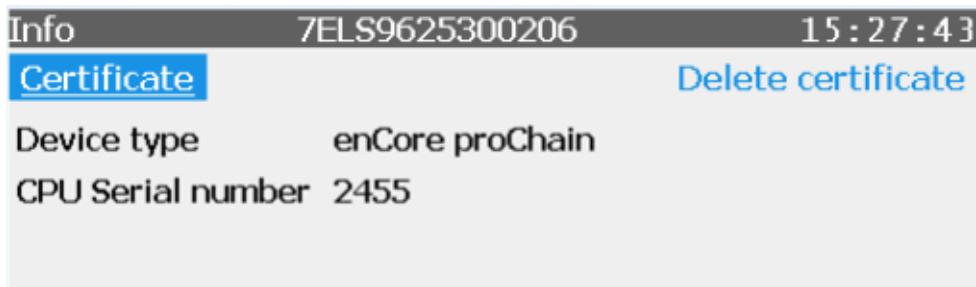 Info 7ELS9625300206 15:27:43
Certificate Delete certificate
Device type enCore proChain
CPU Serial number 2455